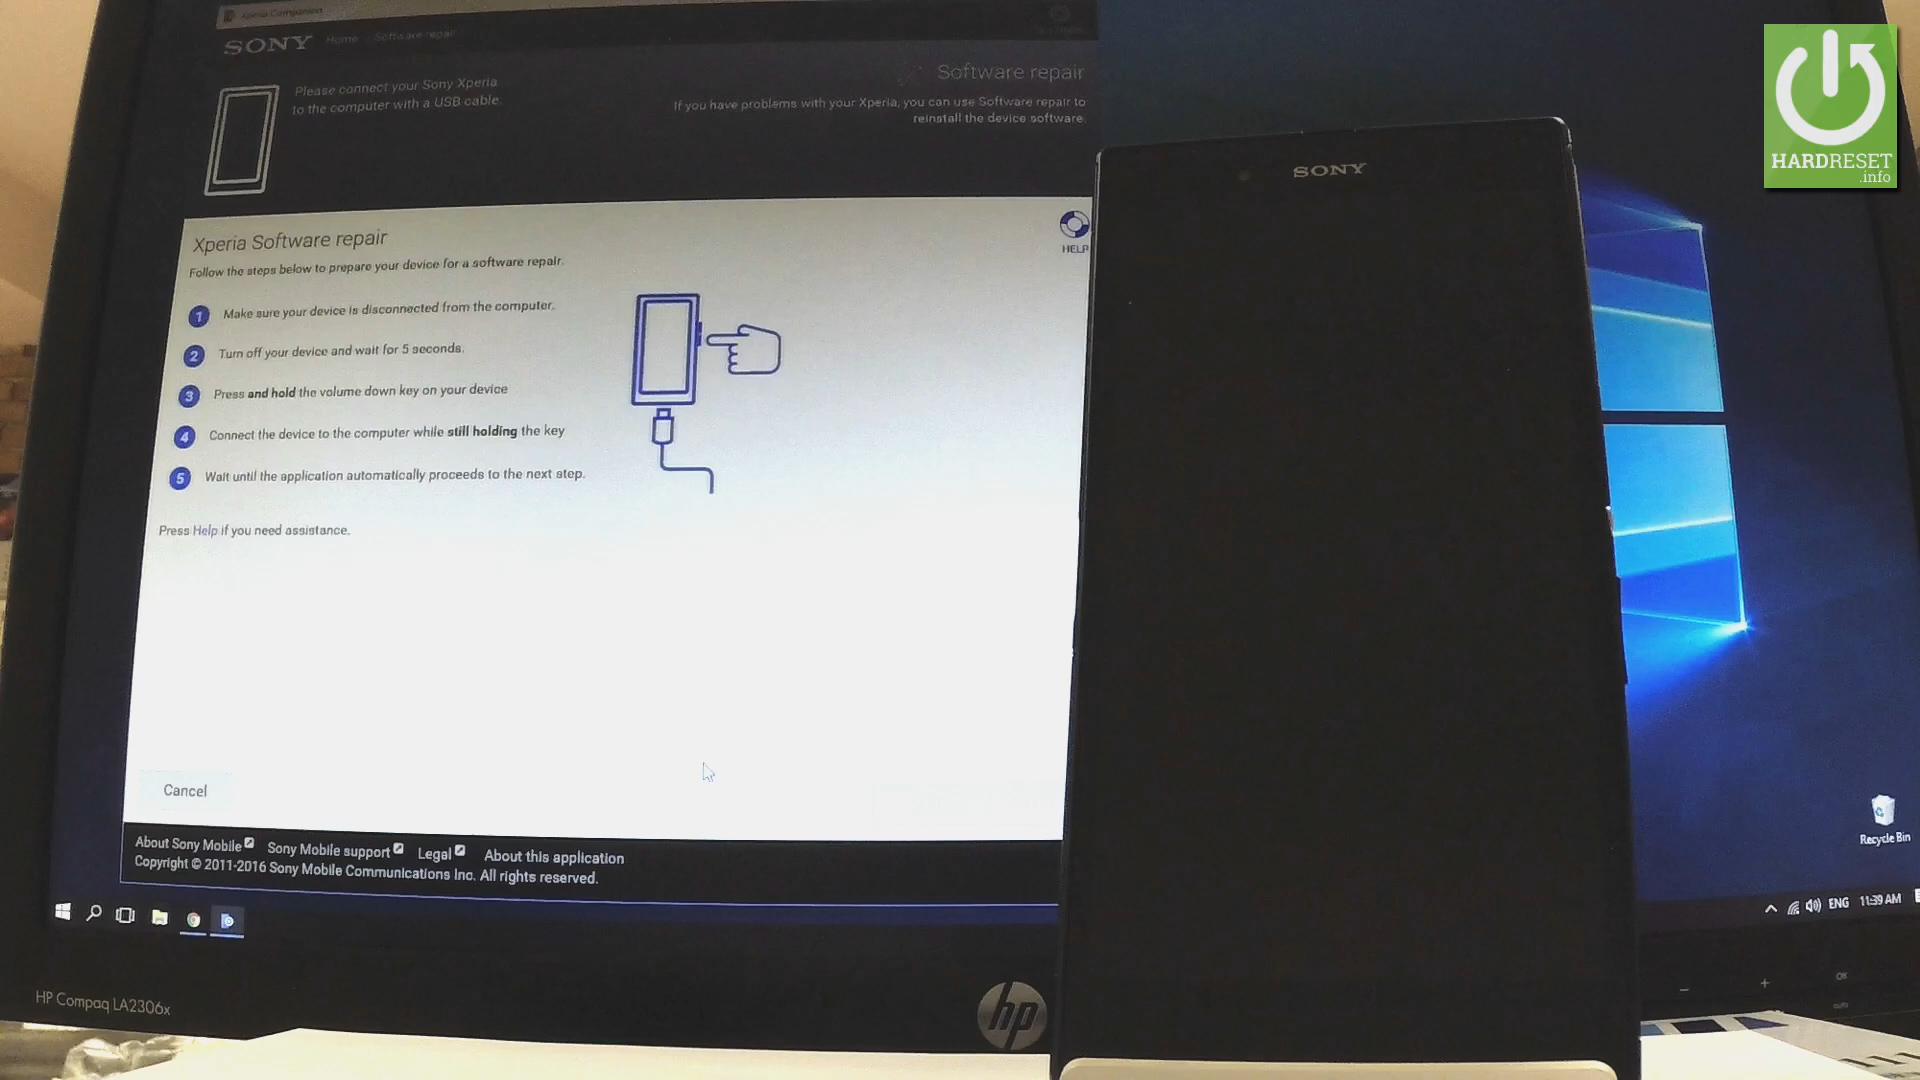 Xperia Companion
SONY Home Software repair
Please connect your Sony Xperia
to the computer with a USB cable.
Software repair
If you have problems with your Xperia, you can use Software repair to
reinstall the device software.
Xperia Software repair
HELP
Follow the steps below to prepare your device for a software repair.
1 Make sure your device is disconnected from the computer.
2 Turn off your device and wait for 5 seconds.
3 Press and hold the volume down key on your device
4 Connect the device to the computer while still holding the key
5 Wait until the application automatically proceeds to the next step.
Press Help if you need assistance.
Cancel
About Sony Mobile Sony Mobile support Legal About this application
Copyright © 2011-2016 Sony Mobile Communications Inc. All rights reserved.
HP Compaq LA2306x
hp
SONY
HARDRESET
.info
Recycle Bin
ENG 11:39 AM